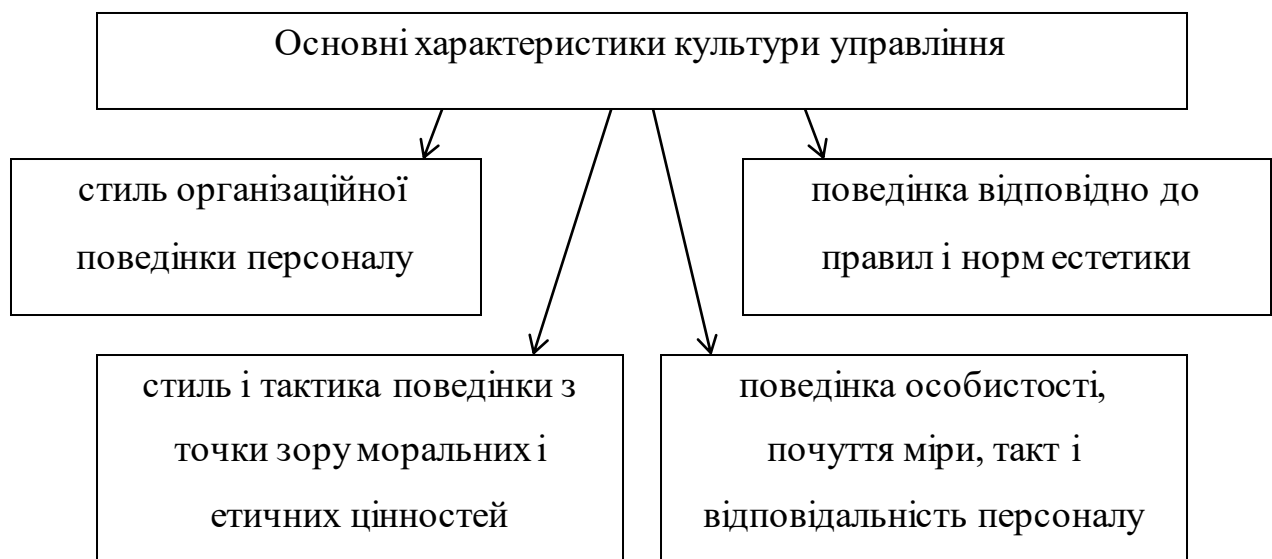 Основні характеристики культури управління
стиль організаційної
поведінки персоналу
поведінка відповідно до
правил і норм естетики
стиль і тактика поведінки з
точки зору моральних і
етичних цінностей
поведінка особистості,
почуття міри, такт і
відповідальність персоналу